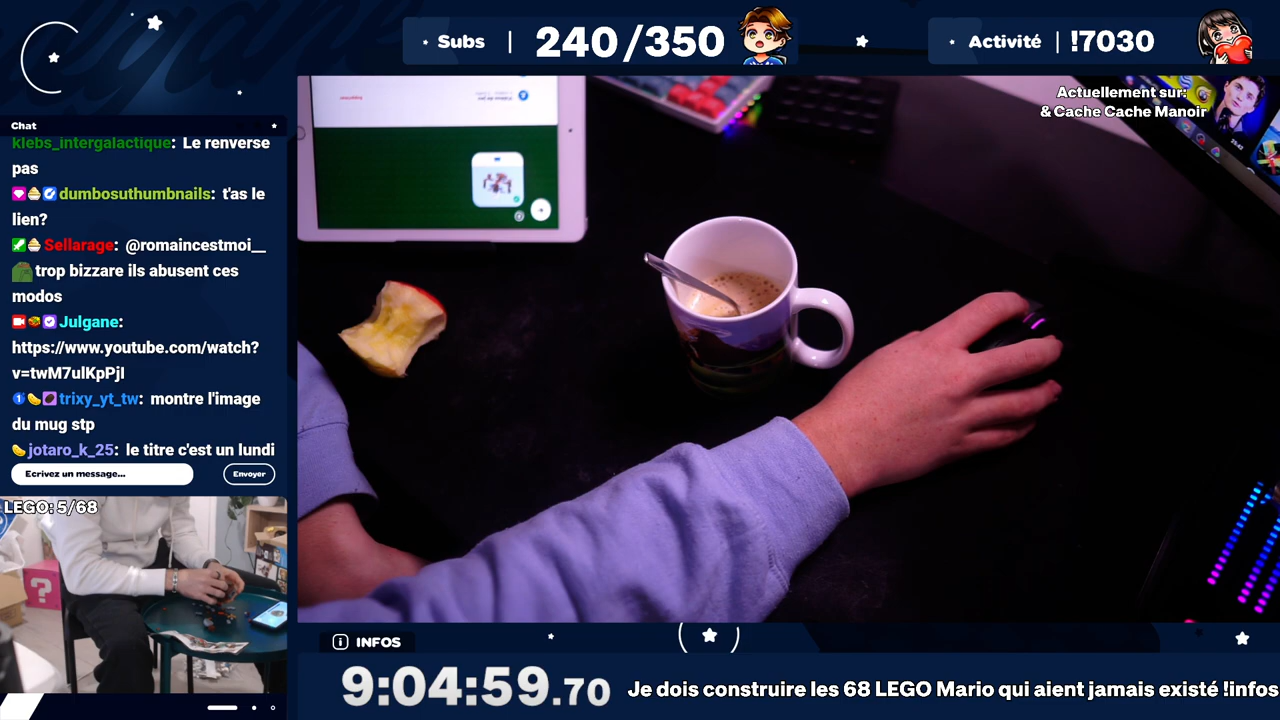 Subs | 240/350
Activité | !7030
Actuellement sur:
& Cache Cache Manoir
Chat
klebs_intergalactique: Le renverse
pas
dumbosuthumbnails: t'as le
lien?
Sellarage: @romaincestmoi__
trop bizzare ils abusent ces
modos
Julgane:
https://www.youtube.com/watch?
v=twM7ulKpPjI
trixy_yt_tw: montre l'image
du mug stp
jotaro_k_25: le titre c'est un lundi
Ecrivez un message...
Envoyer
LEGO: 5/68
?
INFOS
9:04:59.70
Je dois construire les 68 LEGO Mario qui aient jamais existé !infos